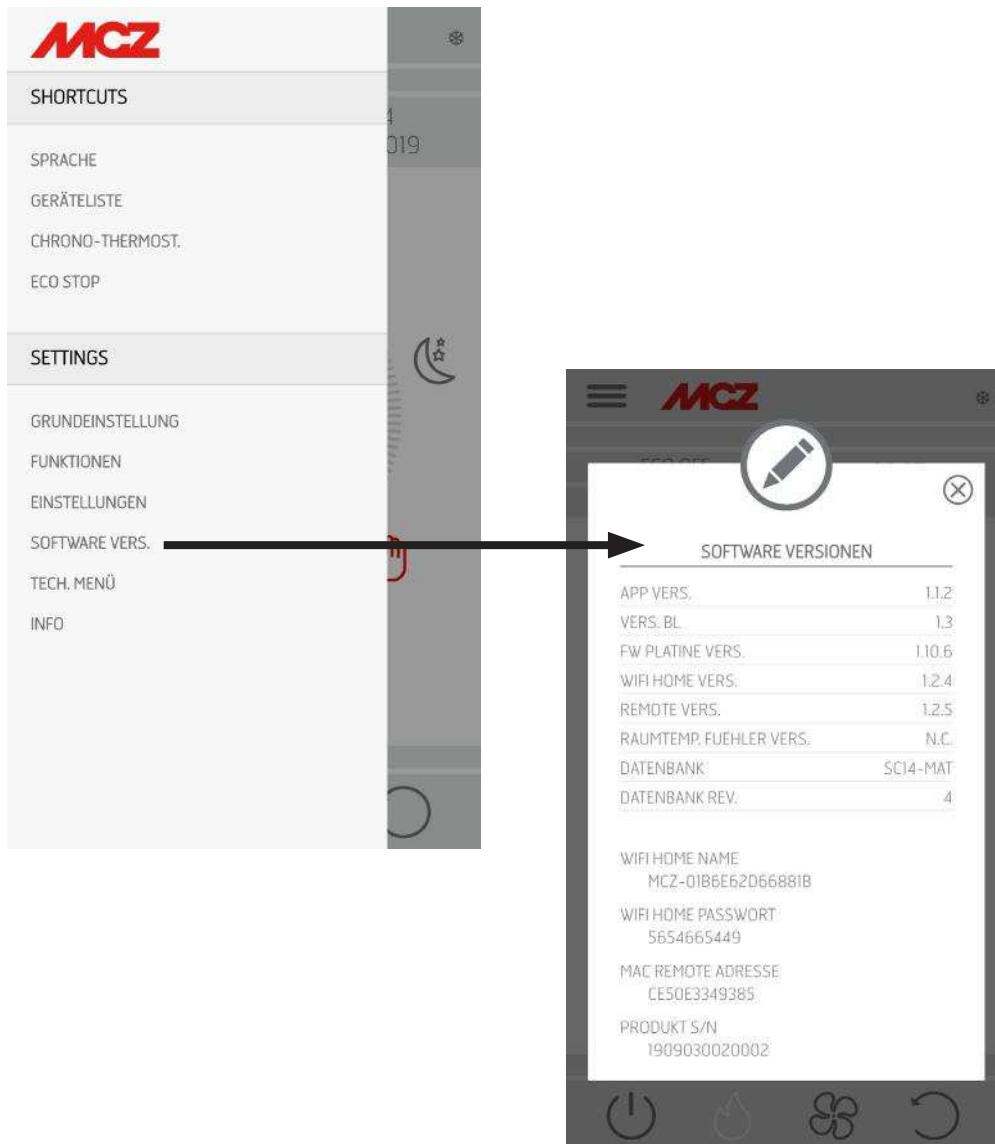 MCZ
SHORTCUTS
4
019
SPRACHE
GERÄTELISTE
CHRONO-THERMOST.
ECO STOP
SETTINGS
GRUNDEINSTELLUNG
FUNKTIONEN
EINSTELLUNGEN
SOFTWARE VERS.
TECH. MENÜ
INFO
MCZ
SOFTWARE VERSIONEN
APP VERS. 1.1.2
VERS. BL. 1.3
FW PLATINE VERS. 1.10.6
WIFI HOME VERS. 1.2.4
REMOTE VERS. 1.2.5
RAUMTEMP. FUEHLER VERS. N.C.
DATENBANK SC14-MAT
DATENBANK REV. 4
WIFI HOME NAME
MCZ-01B6E62D66881B
WIFI HOME PASSWORT
5654665449
MAC REMOTE ADRESSE
CE50E3349385
PRODUKT S/N
1909030020002